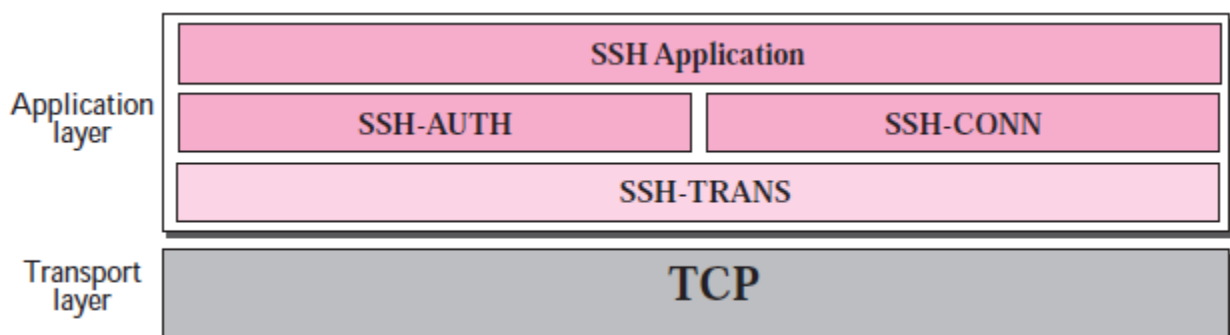 SSH Application
Application
layer
SSH-AUTH
SSH-CONN
SSH-TRANS
Transport
layer
TCP